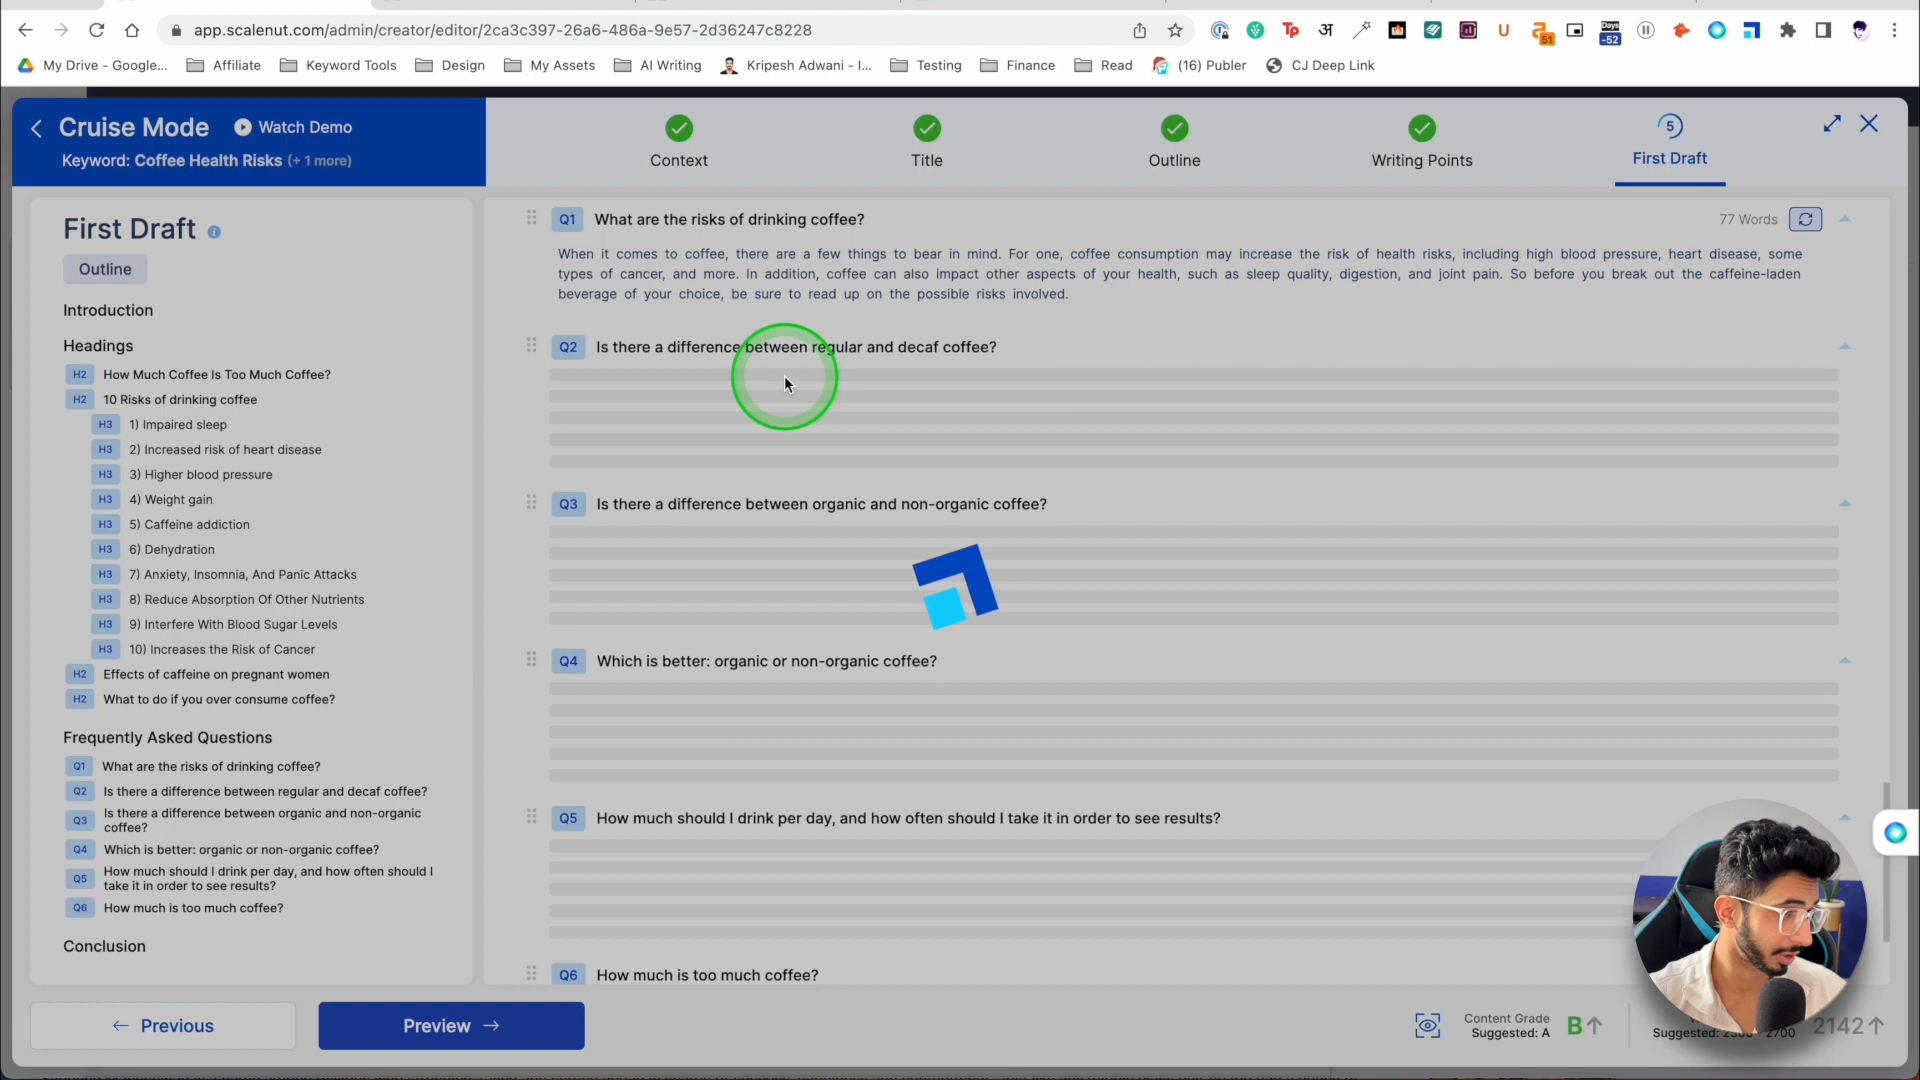 app.scalenut.com/admin/creator/editor/2ca3c397-26a6-486a-9e57-2d36247c8228
Tp
अ
U
51
Days
-52
My Drive - Google...
Affiliate
Keyword Tools
Design
My Assets
AI Writing
Kripesh Adwani - I...
Testing
Finance
Read
(16) Publer
CJ Deep Link
Cruise Mode
Watch Demo
Keyword: Coffee Health Risks (+ 1 more)
Context
Title
Outline
Writing Points
5
First Draft
First Draft
Outline
Introduction
Headings
H2 How Much Coffee Is Too Much Coffee?
H2 10 Risks of drinking coffee
H3 1) Impaired sleep
H3 2) Increased risk of heart disease
H3 3) Higher blood pressure
H3 4) Weight gain
H3 5) Caffeine addiction
H3 6) Dehydration
H3 7) Anxiety, Insomnia, And Panic Attacks
H3 8) Reduce Absorption Of Other Nutrients
H3 9) Interfere With Blood Sugar Levels
H3 10) Increases the Risk of Cancer
H2 Effects of caffeine on pregnant women
H2 What to do if you over consume coffee?
Frequently Asked Questions
Q1 What are the risks of drinking coffee?
Q2 Is there a difference between regular and decaf coffee?
Q3 Is there a difference between organic and non-organic
coffee?
Q4 Which is better: organic or non-organic coffee?
Q5 How much should I drink per day, and how often should I
take it in order to see results?
Q6 How much is too much coffee?
Conclusion
Previous
Preview
Q1 What are the risks of drinking coffee?
77 Words
When it comes to coffee, there are a few things to bear in mind. For one, coffee consumption may increase the risk of health risks, including high blood pressure, heart disease, some
types of cancer, and more. In addition, coffee can also impact other aspects of your health, such as sleep quality, digestion, and joint pain. So before you break out the caffeine-laden
beverage of your choice, be sure to read up on the possible risks involved.
Q2 Is there a difference between regular and decaf coffee?
Q3 Is there a difference between organic and non-organic coffee?
Q4 Which is better: organic or non-organic coffee?
Q5 How much should I drink per day, and how often should I take it in order to see results?
Q6 How much is too much coffee?
Content Grade
Suggested: A
B
Suggested:
2700
2142